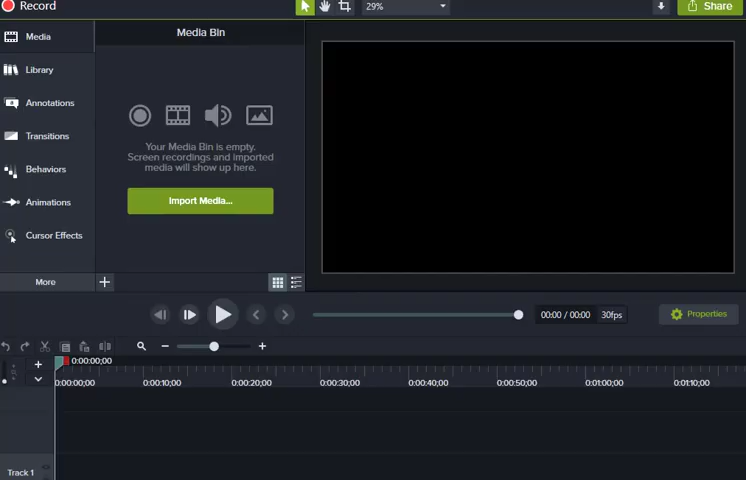 Record
29%
Share
Media
Media Bin
Library
Annotations
Transitions
Your Media Bin is empty.
Screen recordings and imported
media will show up here.
Behaviors
Import Media...
Animations
Cursor Effects
More
00:00 / 00:00
30fps
Properties
0:00:00;00
0:00:00;00
0:00:10;00
0:00:20;00
0:00:30;00
0:00:40;00
0:00:50;00
0:01:00;00
0:01:10;00
Track 1